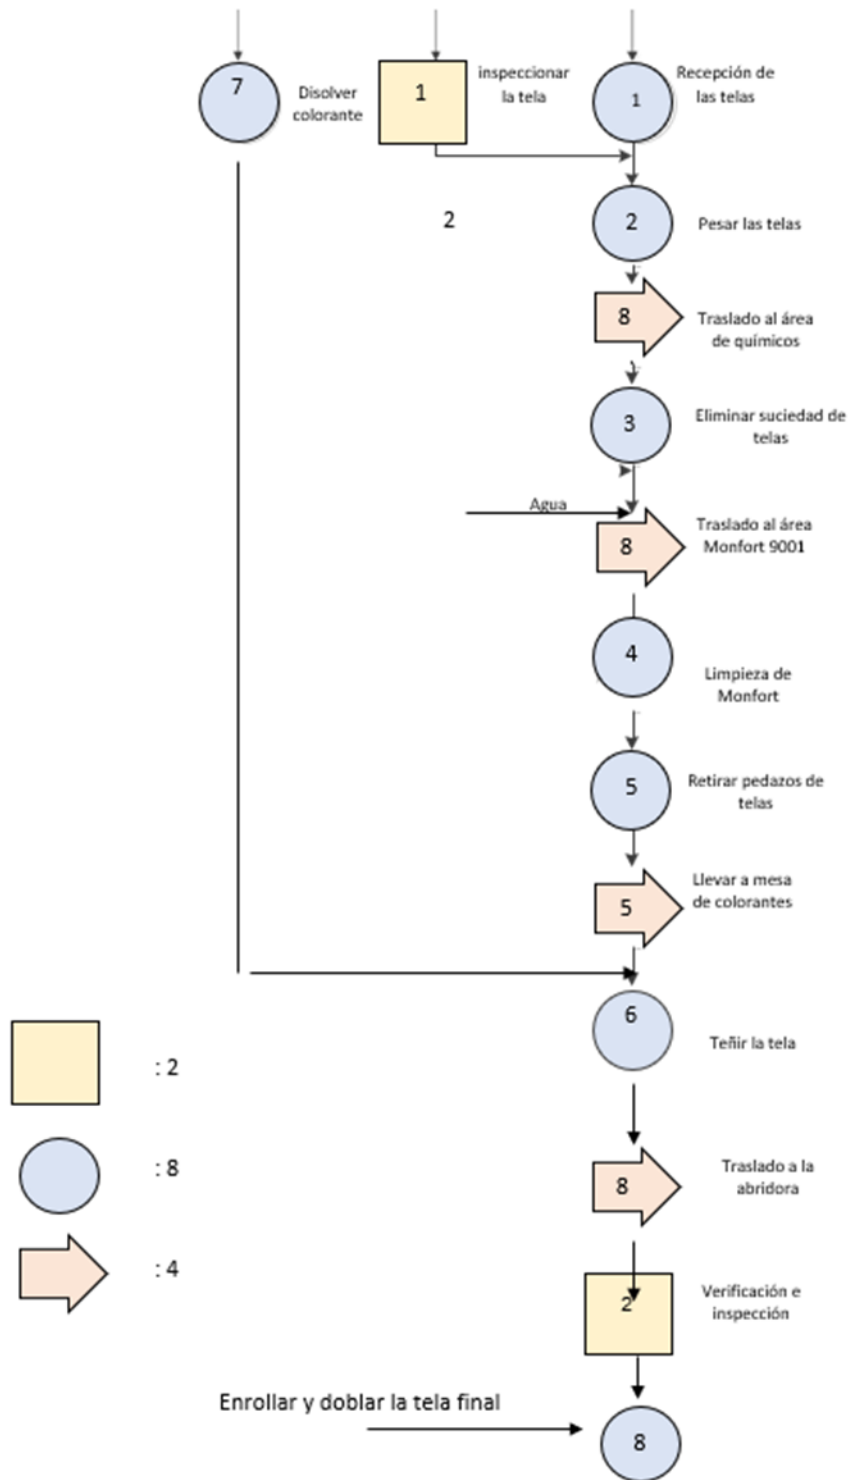 7
Disolver
colorante
1
inspeccionar
la tela
1
Recepción de
las telas
2
2
Pesar las telas
8
Traslado al área
de químicos
3
Eliminar suciedad de
telas
Agua
8
Traslado al área
Monfort 9001
4
Limpieza de
Monfort
5
Retirar pedazos de
telas
5
Llevar a mesa
de colorantes
6
Teñir la tela
: 2
: 8
8
Traslado a la
abridora
: 4
2
Verificación e
inspección
Enrollar y doblar la tela final
8